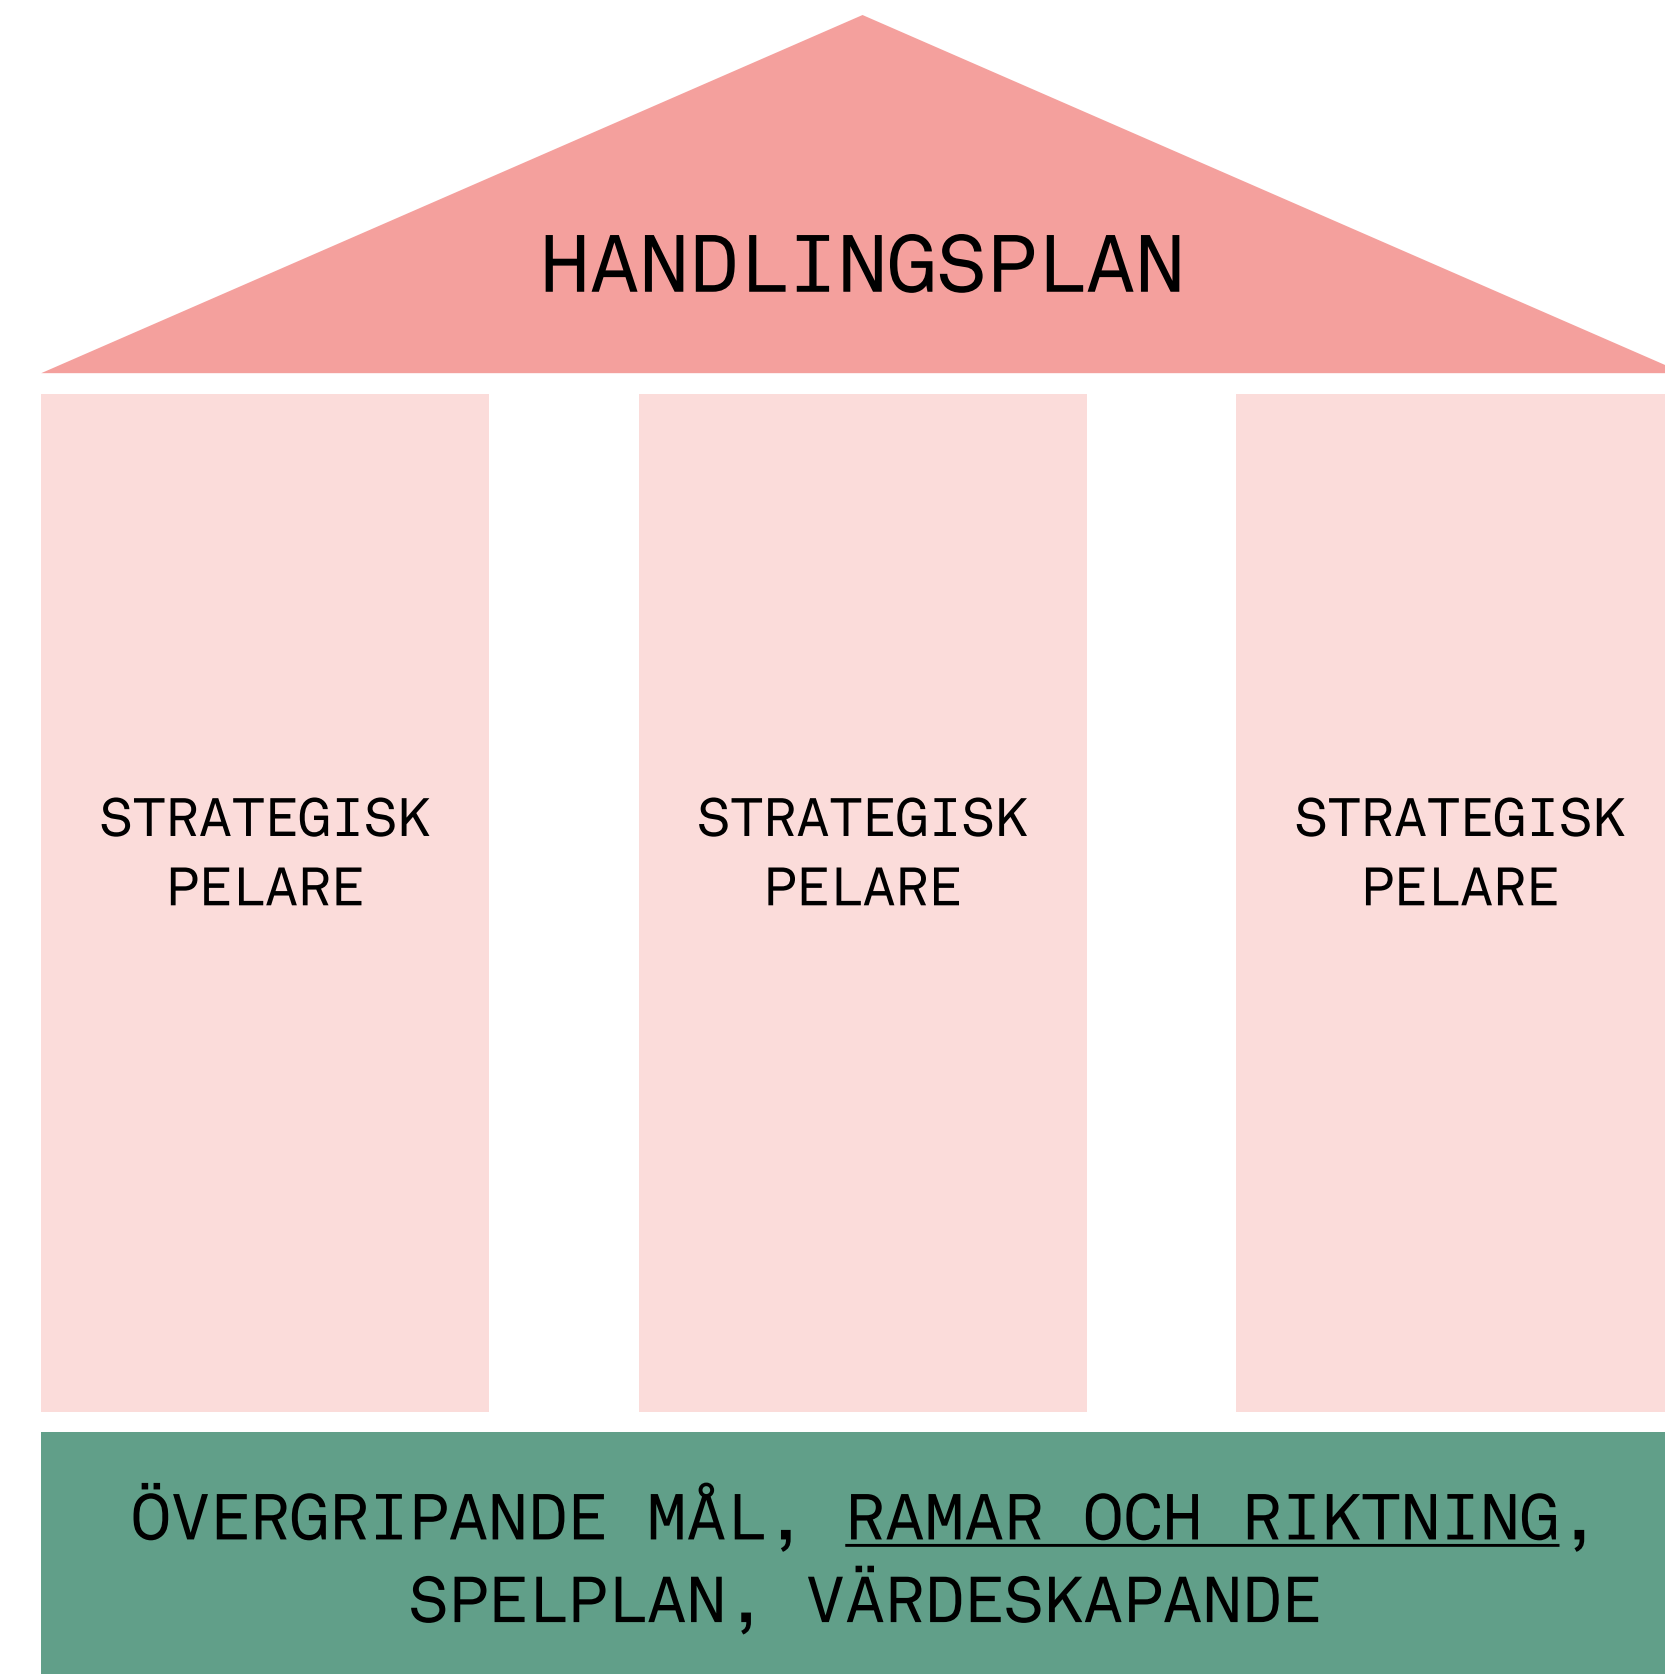 HANDLINGSPLAN
STRATEGISK
PELARE
STRATEGISK
PELARE
STRATEGISK
PELARE
ÖVERGRIPANDE MÅL, RAMAR OCH RIKTNING,
SPELPLAN, VÄRDESKAPANDE